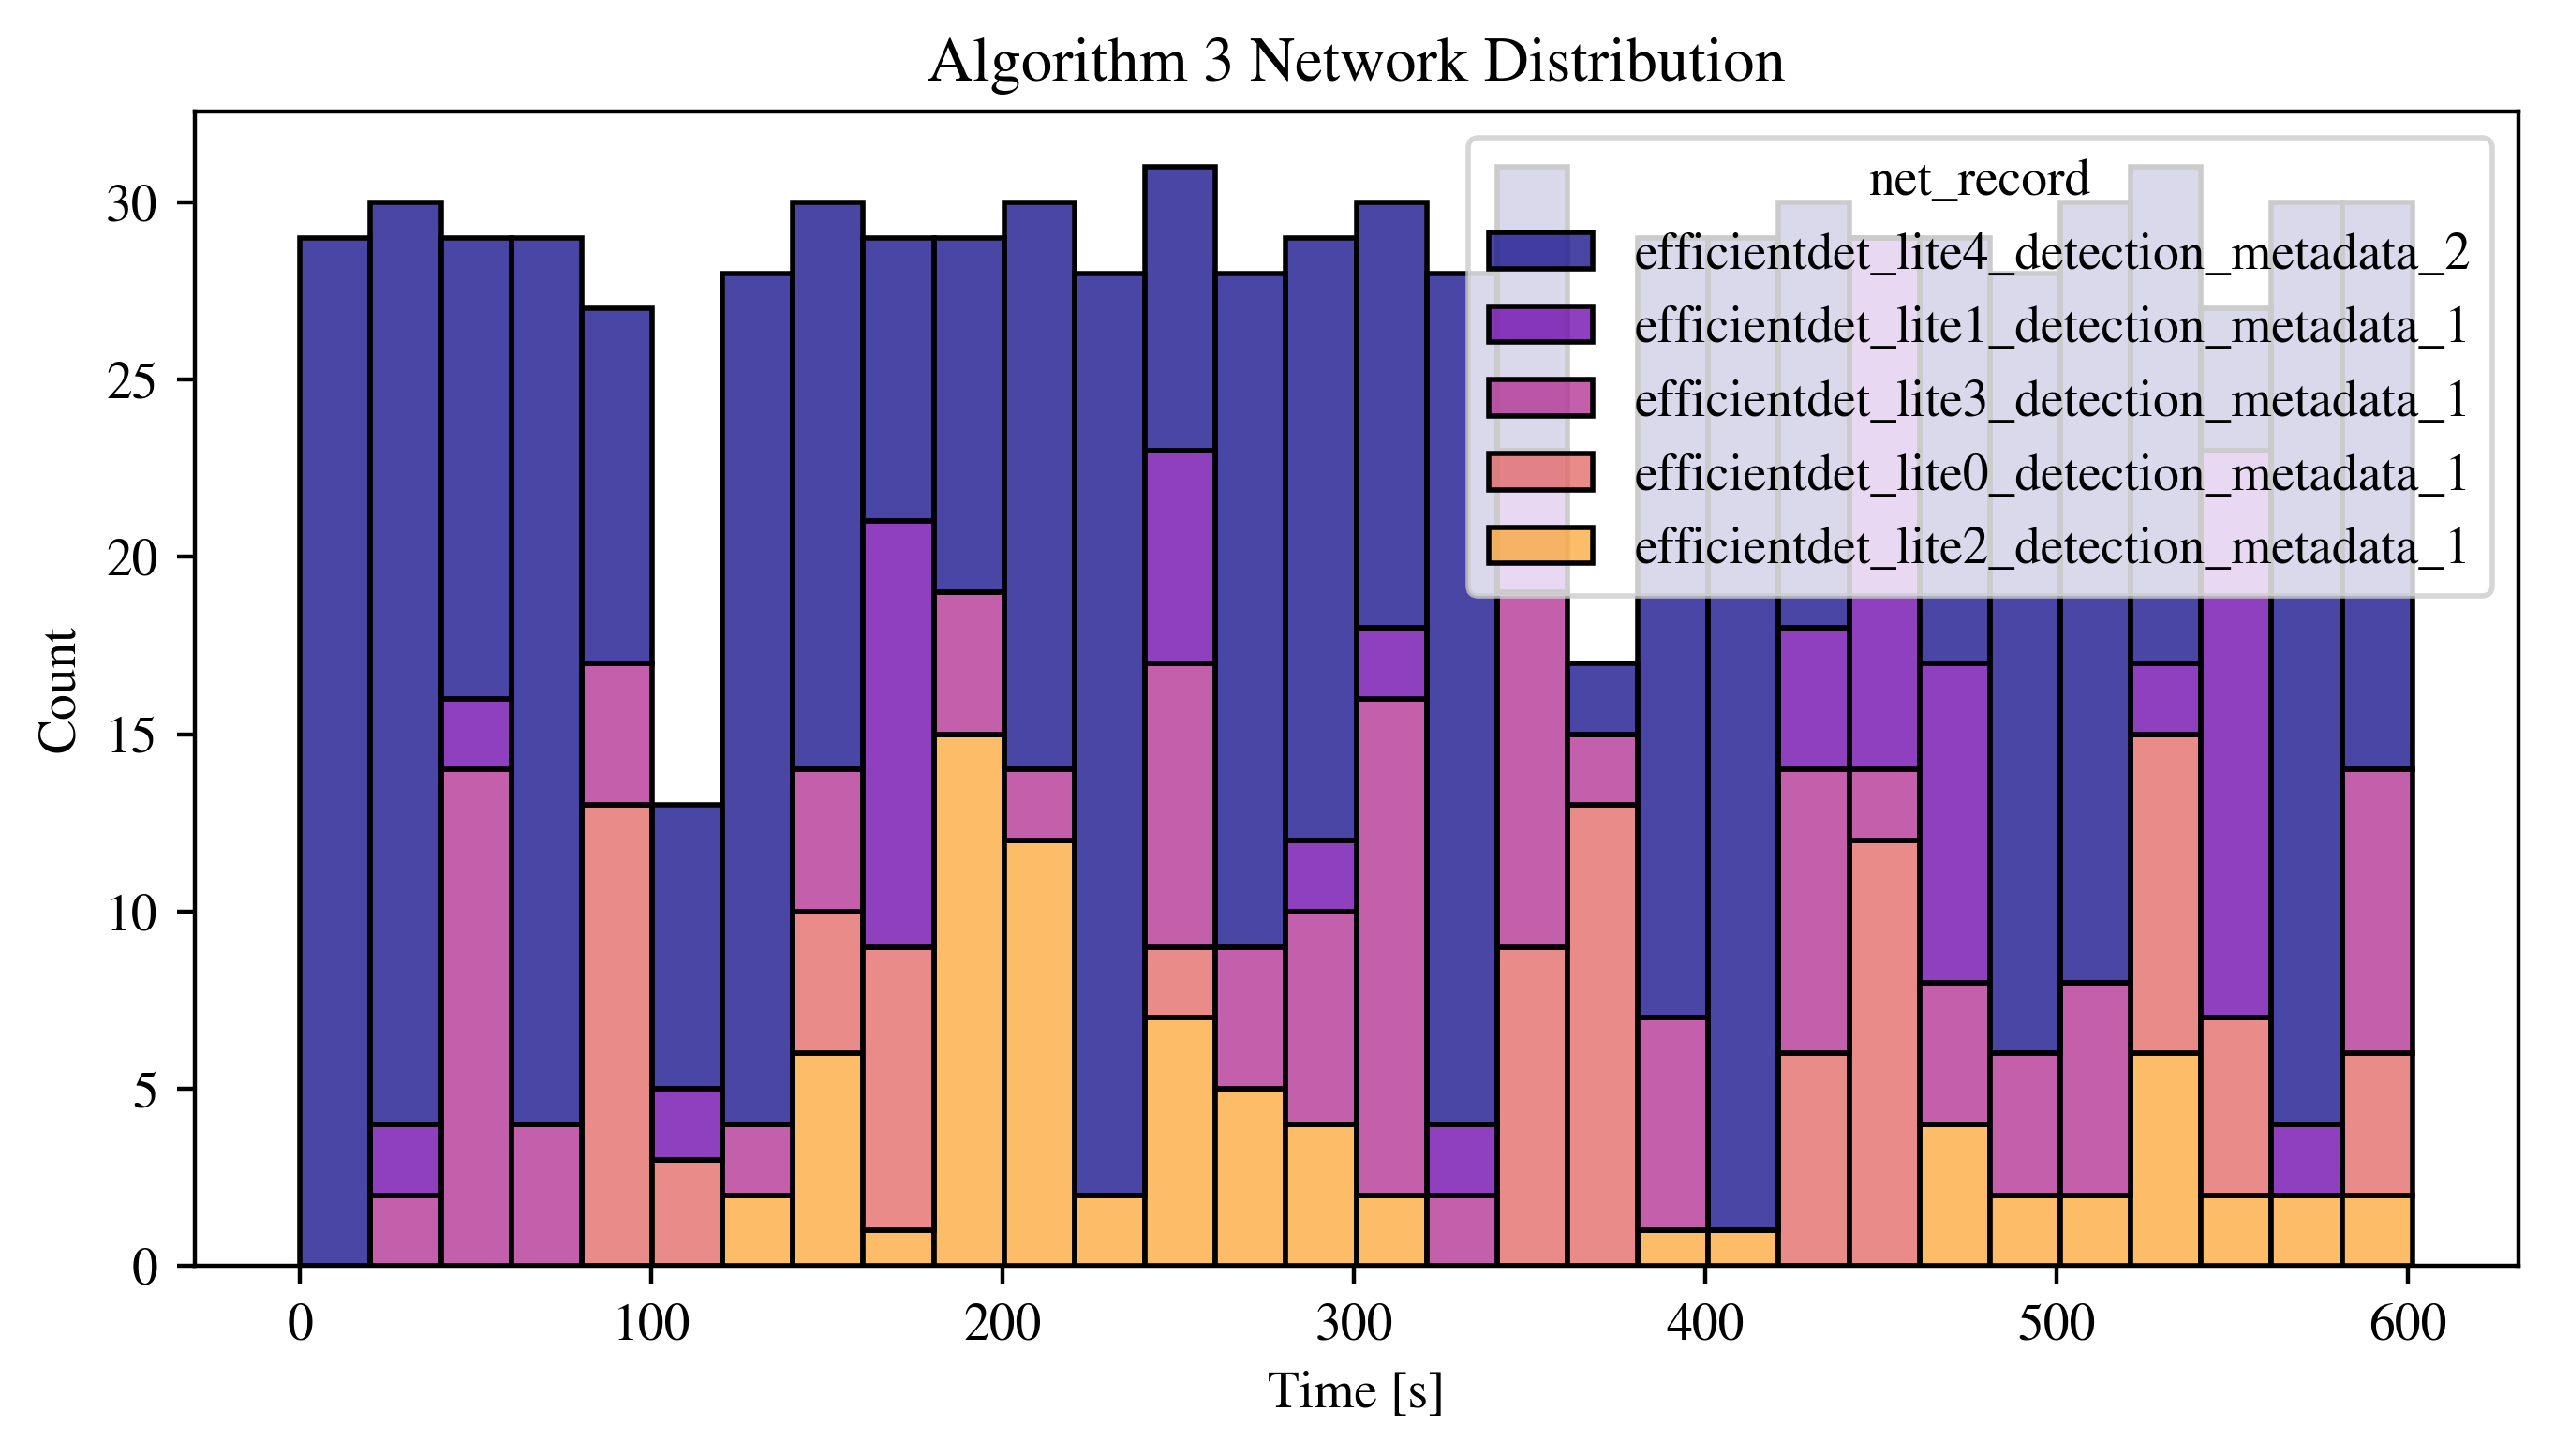 Algorithm 3 Network Distribution
net_record
efficientdet_lite4_detection_metadata_2
efficientdet_lite1_detection_metadata_1
efficientdet_lite3_detection_metadata_1
efficientdet_lite0_detection_metadata_1
efficientdet_lite2_detection_metadata_1
Count
30
25
20
15
10
5
0
0 100 200 300 400 500 600
Time [s]